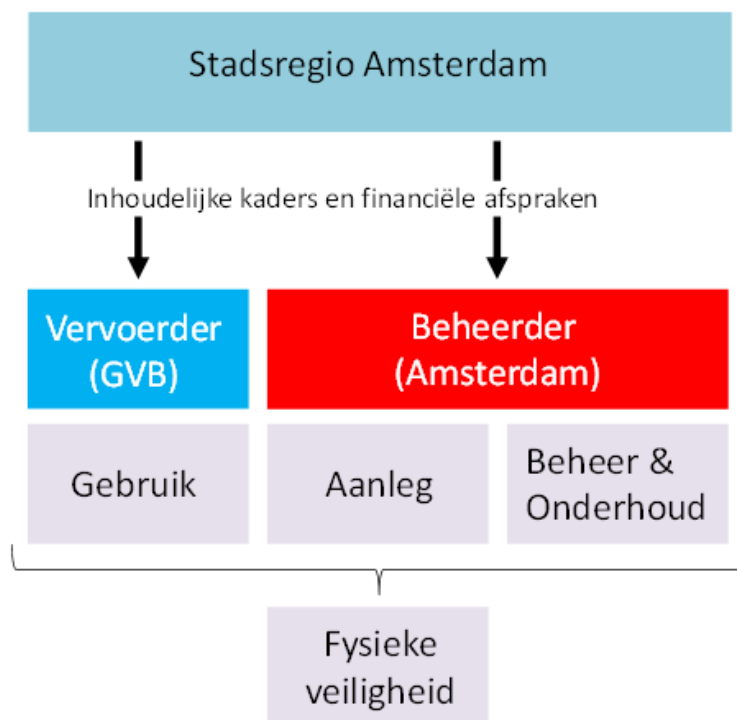 Stadsregio Amsterdam
Inhoudelijke kaders en financiële afspraken
Vervoerder
(GVB)
Beheerder
(Amsterdam)
Gebruik
Aanleg
Beheer &
Onderhoud
Fysieke
veiligheid